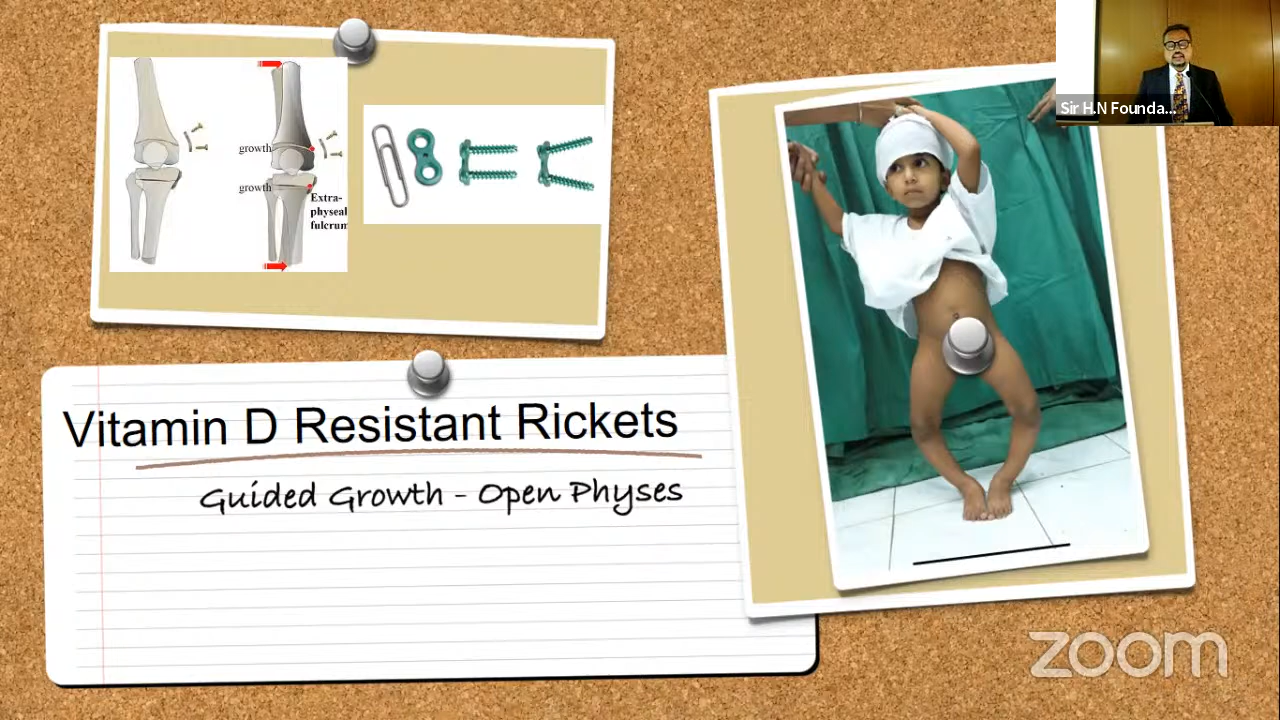 growth
growth
Extra-
physeal
fulcrum
Vitamin D Resistant Rickets
Guided Growth - Open Physes
Sir H.N Founda...
zoom